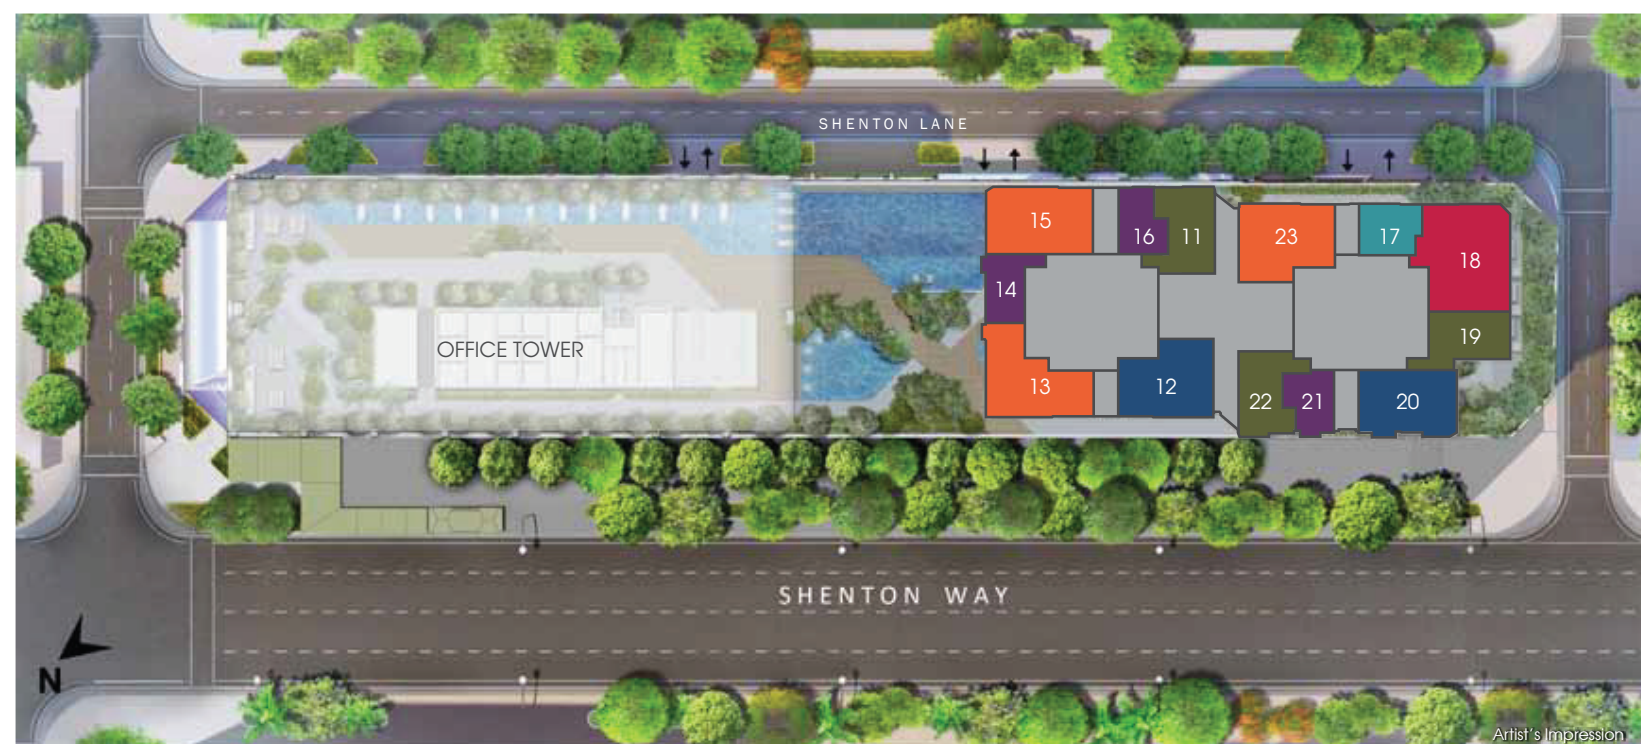 SHENTON LANE
15
16
11
23
17
18
14
19
OFFICE TOWER
13
12
22
21
20
SHENTON WAY
N
Artist's Impression